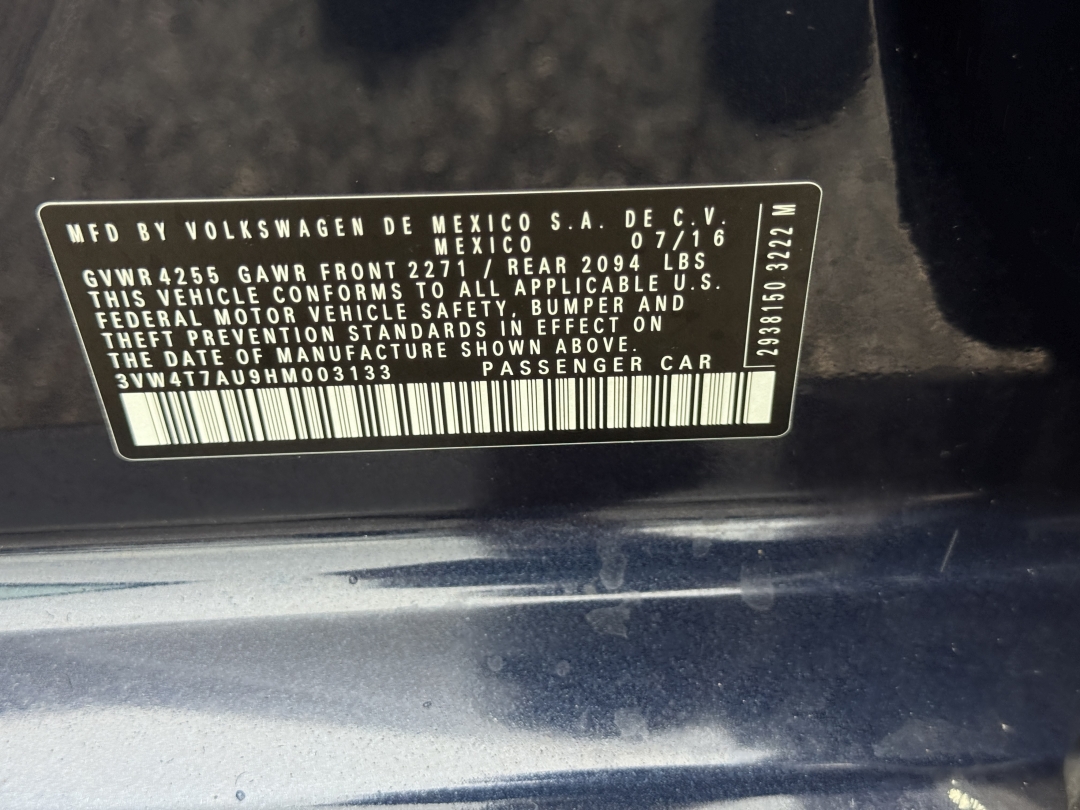 MFD BY VOLKSWAGEN DE MEXICO S.A. DE C.V.
MEXICO 07/16
GVWR 4255 GAWR FRONT 2271 / REAR 2094 LBS
THIS VEHICLE CONFORMS TO ALL APPLICABLE U.S.
FEDERAL MOTOR VEHICLE SAFETY, BUMPER AND
THEFT PREVENTION STANDARDS IN EFFECT ON
THE DATE OF MANUFACTURE SHOWN ABOVE.
3VW4T7AU9HM003133 PASSENGER CAR
2938150 3222 M